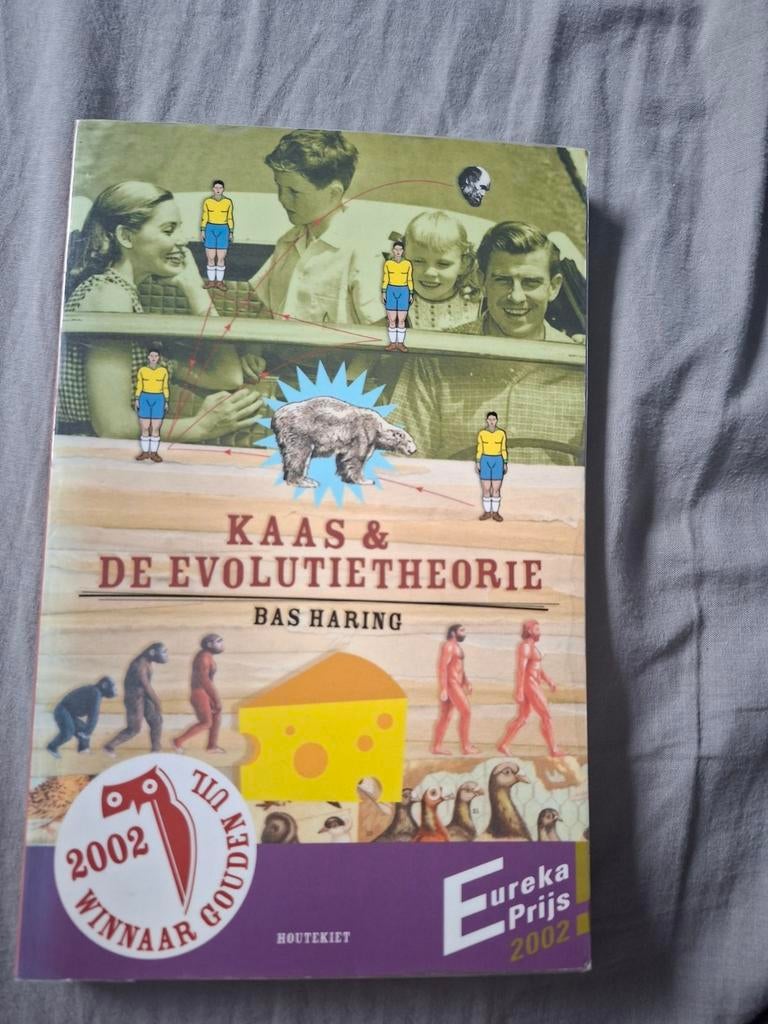 KAAS &
DE EVOLUTIETHEORIE
BAS HARING
2002
WINNAAR GOUDEN UIL
HOUTEKIET
Eureka
Prijs
2002